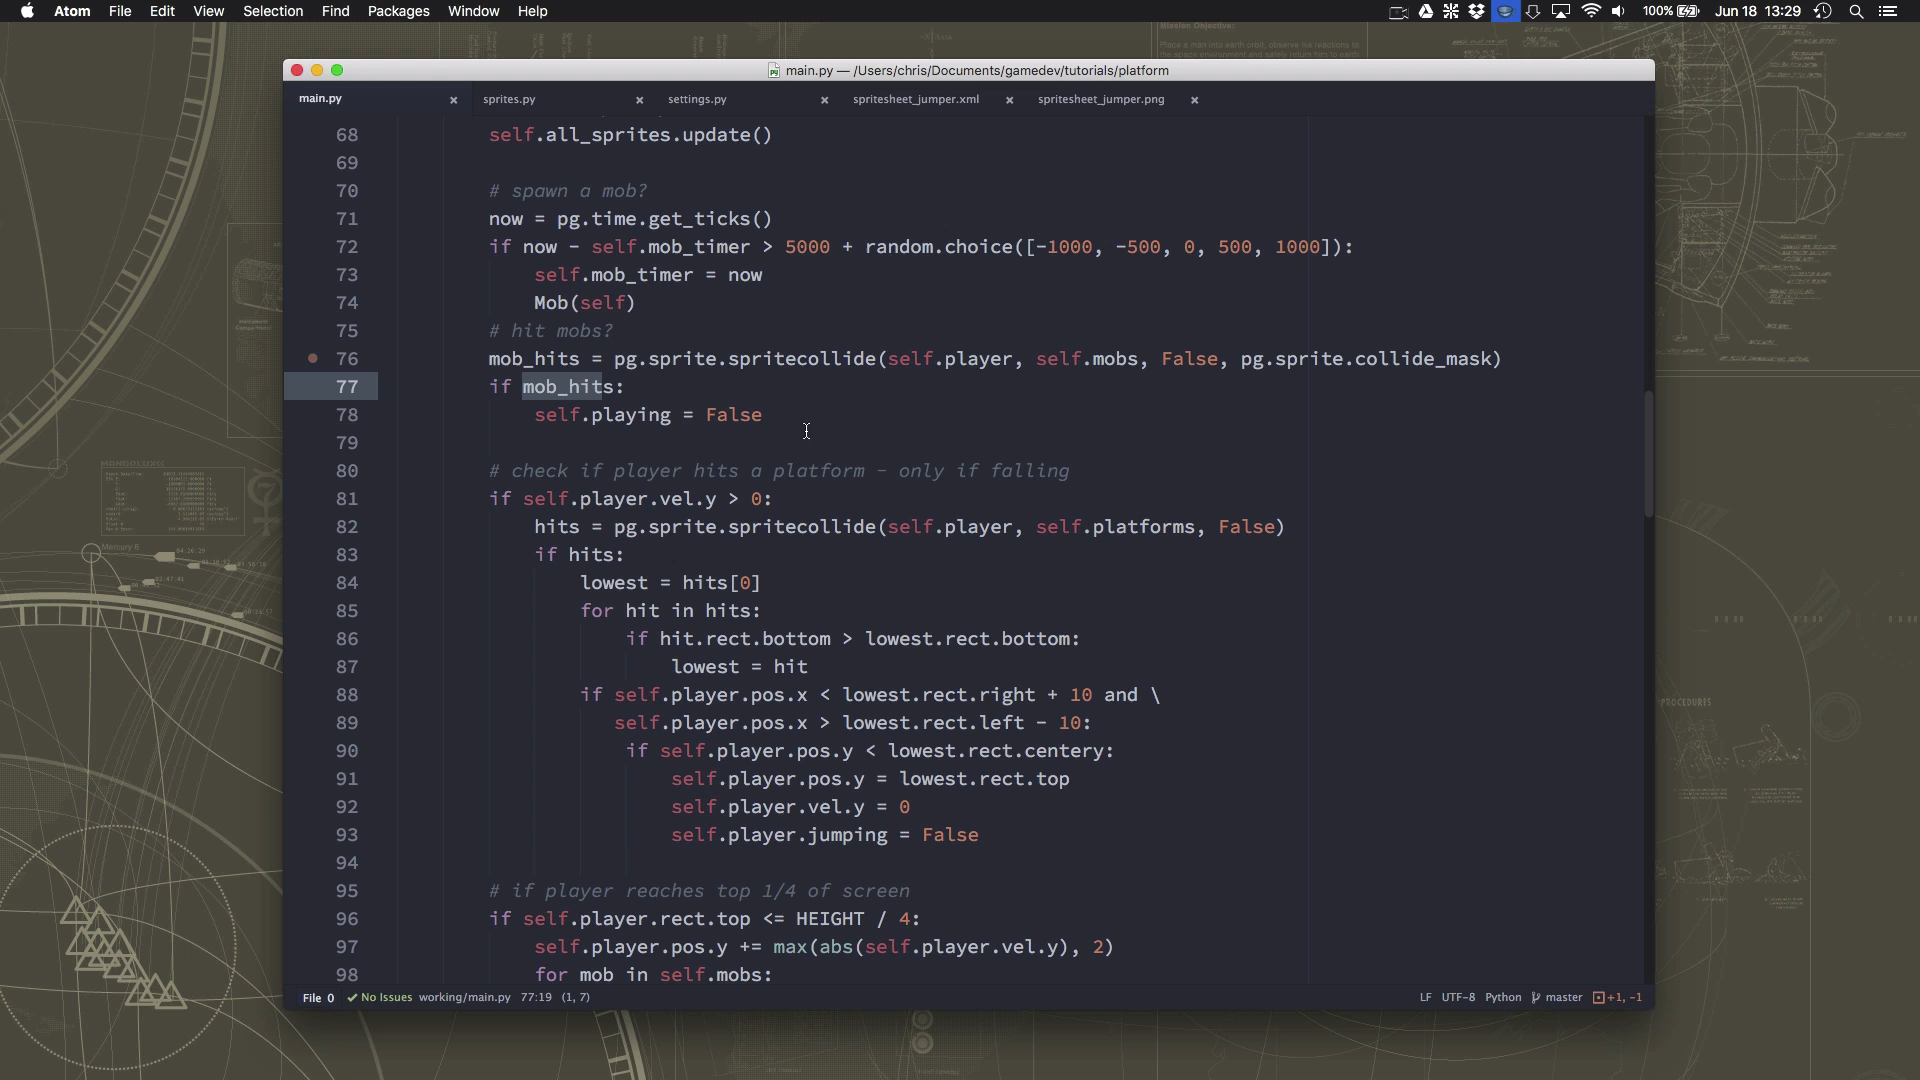 Atom File Edit View Selection Find Packages Window Help 100% Jun 18 13:29
main.py — /Users/chris/Documents/gamedev/tutorials/platform
main.py sprites.py settings.py spritesheet_jumper.xml spritesheet_jumper.png
68 self.all_sprites.update()
69
70 # spawn a mob?
71 now = pg.time.get_ticks()
72 if now - self.mob_timer > 5000 + random.choice([-1000, -500, 0, 500, 1000]):
73 self.mob_timer = now
74 Mob(self)
75 # hit mobs?
76 mob_hits = pg.sprite.spritecollide(self.player, self.mobs, False, pg.sprite.collide_mask)
77 if mob_hits:
78 self.playing = False
79
80 # check if player hits a platform - only if falling
81 if self.player.vel.y > 0:
82 hits = pg.sprite.spritecollide(self.player, self.platforms, False)
83 if hits:
84 lowest = hits[0]
85 for hit in hits:
86 if hit.rect.bottom > lowest.rect.bottom:
87 lowest = hit
88 if self.player.pos.x < lowest.rect.right + 10 and \
89 self.player.pos.x > lowest.rect.left - 10:
90 if self.player.pos.y < lowest.rect.centery:
91 self.player.pos.y = lowest.rect.top
92 self.player.vel.y = 0
93 self.player.jumping = False
94
95 # if player reaches top 1/4 of screen
96 if self.player.rect.top <= HEIGHT / 4:
97 self.player.pos.y += max(abs(self.player.vel.y), 2)
98 for mob in self.mobs:
File 0 No Issues working/main.py 77:19 (1, 7) LF UTF-8 Python master +1, -1
Mission Objective:
Mercury 6
PROCEDURES